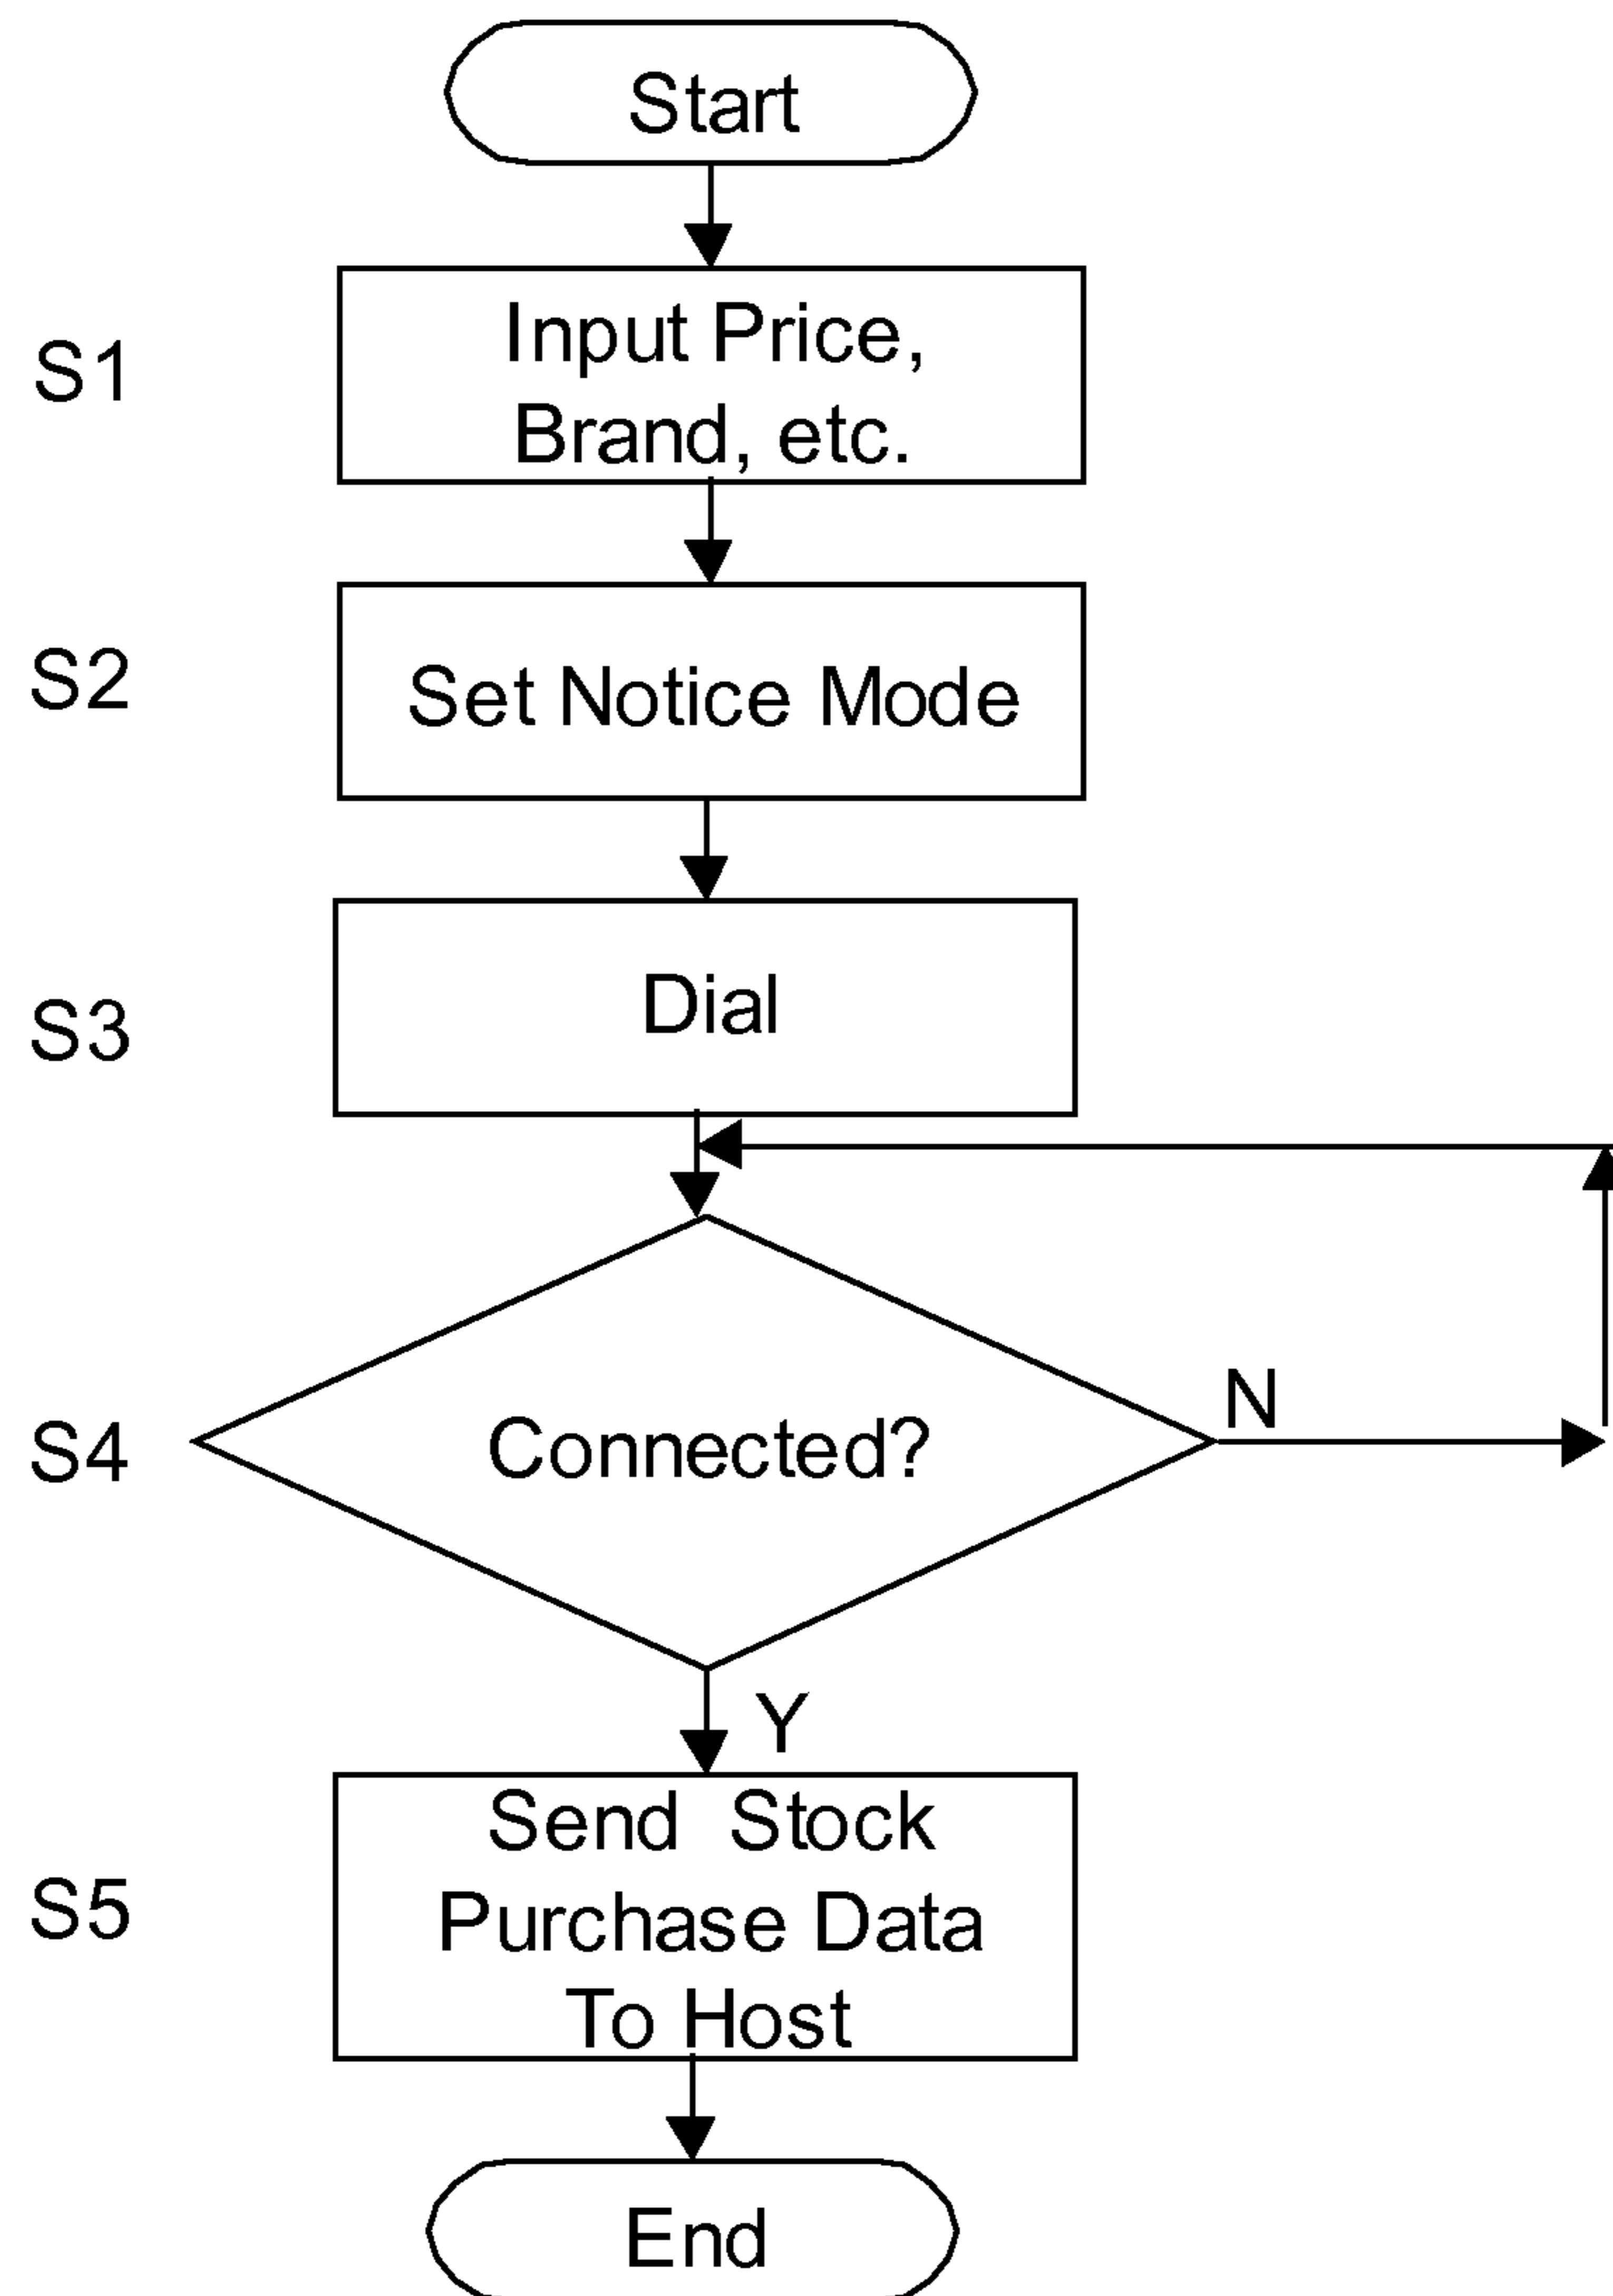 Start
S1
Input Price,
Brand, etc.
S2
Set Notice Mode
S3
Dial
S4
Connected?
N
Y
S5
Send Stock
Purchase Data
To Host
End